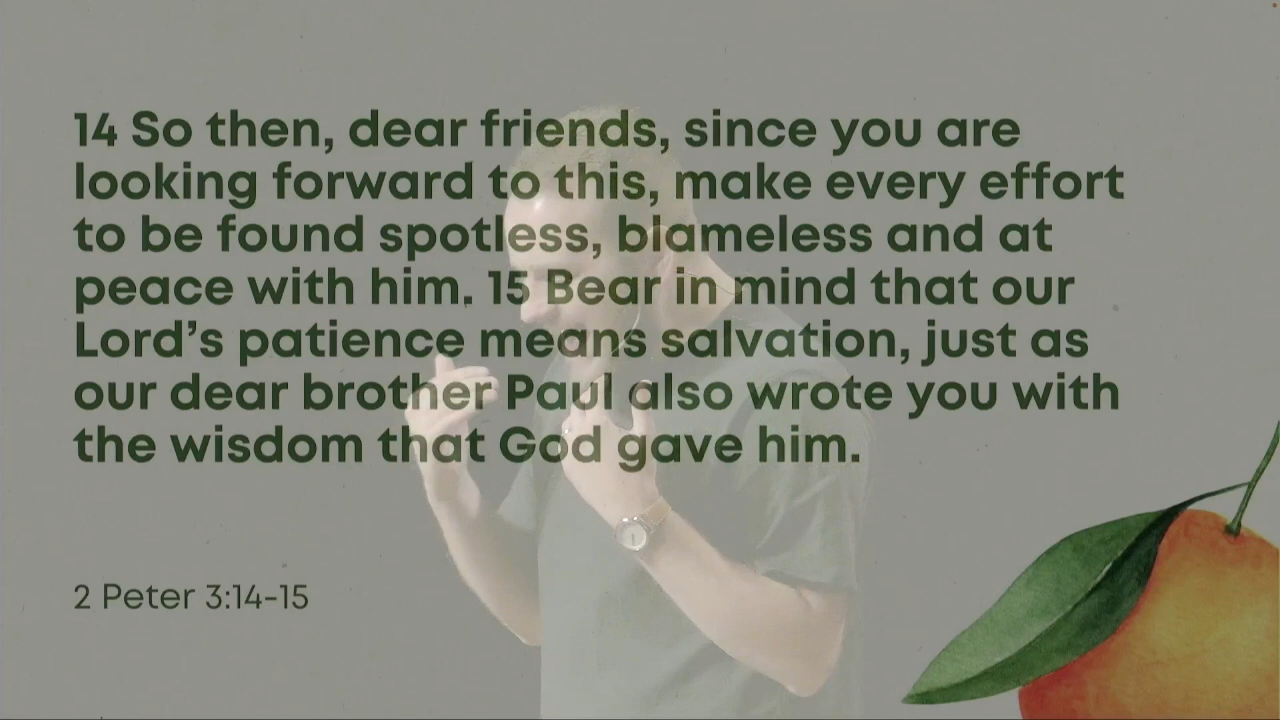 14 So then, dear friends, since you are
looking forward to this, make every effort
to be found spotless, blameless and at
peace with him. 15 Bear in mind that our
Lord’s patience means salvation, just as
our dear brother Paul also wrote you with
the wisdom that God gave him.
2 Peter 3:14-15